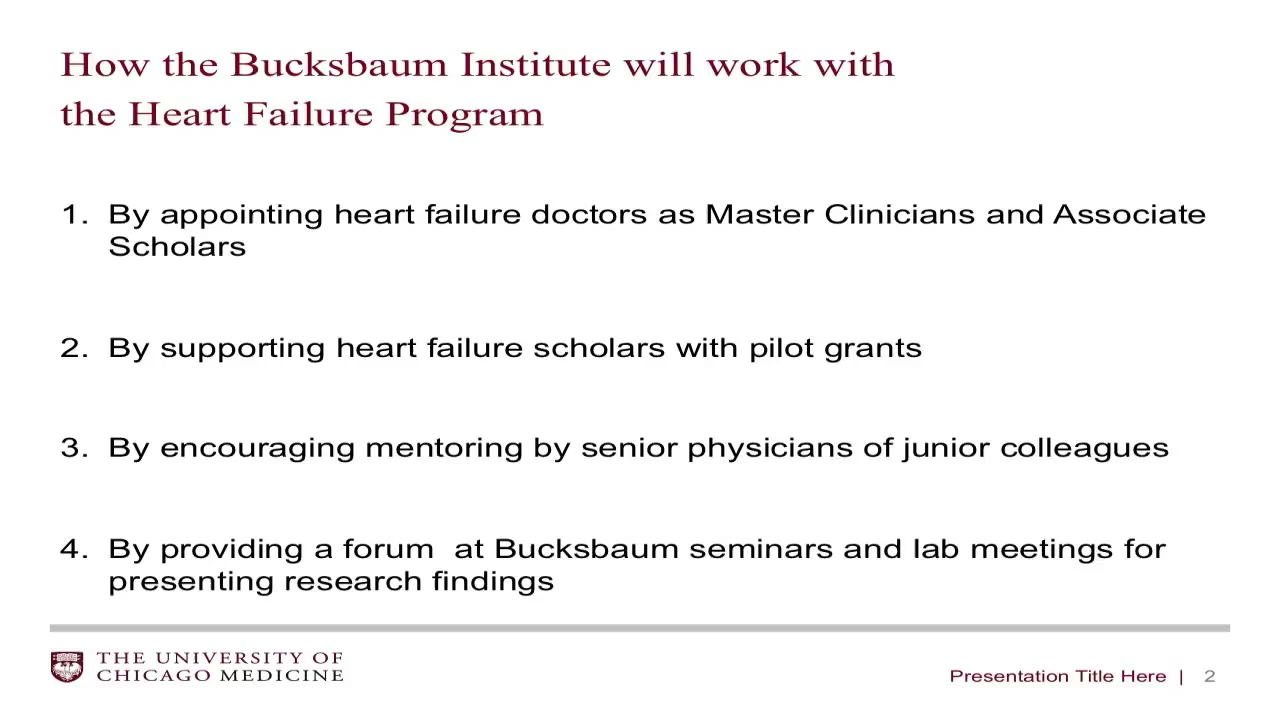 How the Bucksbaum Institute will work with
the Heart Failure Program
1. By appointing heart failure doctors as Master Clinicians and Associate
Scholars
2. By supporting heart failure scholars with pilot grants
3. By encouraging mentoring by senior physicians of junior colleagues
4. By providing a forum  at Bucksbaum seminars and lab meetings for
presenting research findings
THE UNIVERSITY OF
CHICAGO MEDICINE
Presentation Title Here | 2